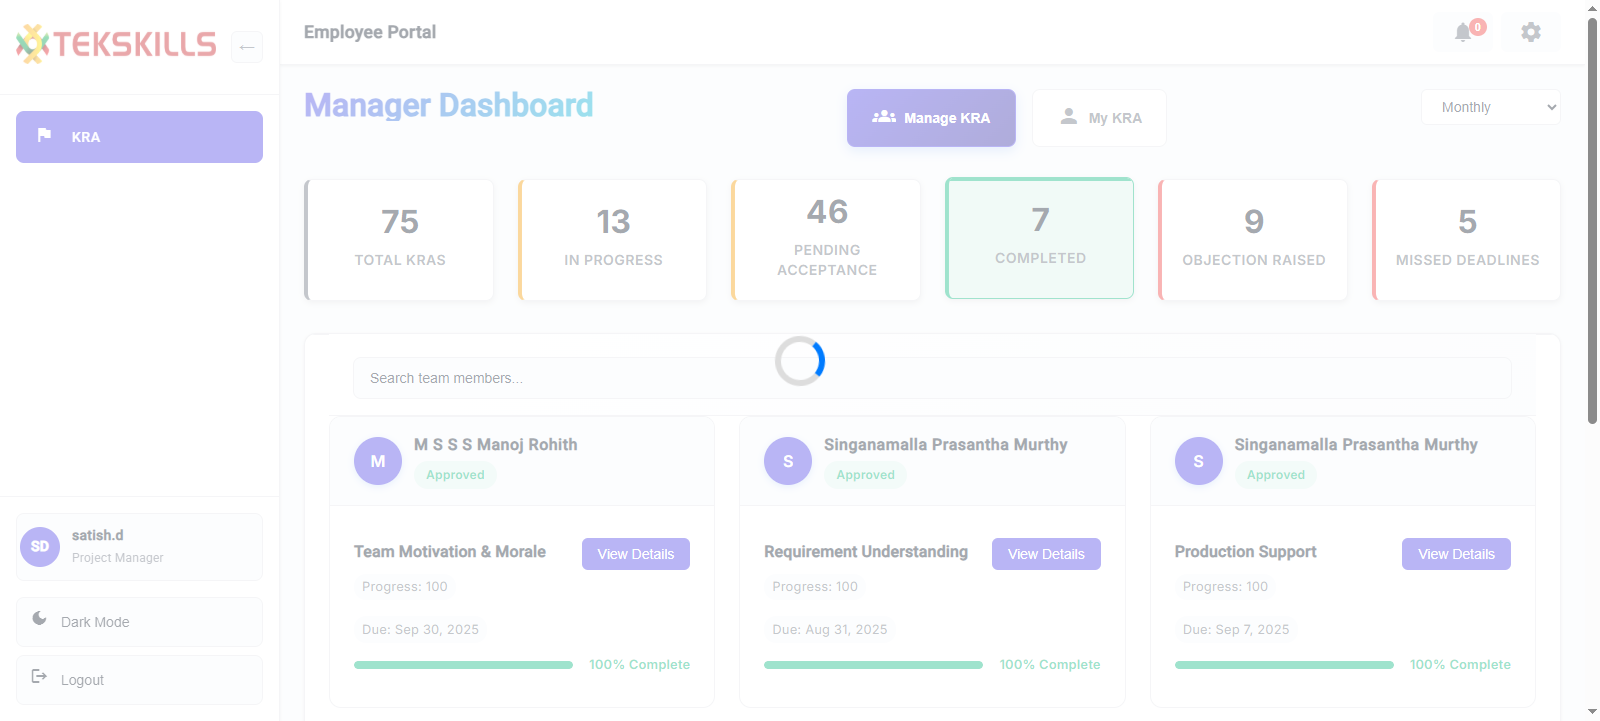 TEKSKILLS
←
Employee Portal
0
Manager Dashboard
Manage KRA
My KRA
Monthly
KRA
75
TOTAL KRAS
13
IN PROGRESS
46
PENDING
ACCEPTANCE
7
COMPLETED
9
OBJECTION RAISED
5
MISSED DEADLINES
Search team members...
M
M S S S Manoj Rohith
Approved
Team Motivation & Morale
View Details
Progress: 100
Due: Sep 30, 2025
100% Complete
S
Singanamalla Prasantha Murthy
Approved
Requirement Understanding
View Details
Progress: 100
Due: Aug 31, 2025
100% Complete
S
Singanamalla Prasantha Murthy
Approved
Production Support
View Details
Progress: 100
Due: Sep 7, 2025
100% Complete
SD
satish.d
Project Manager
Dark Mode
Logout